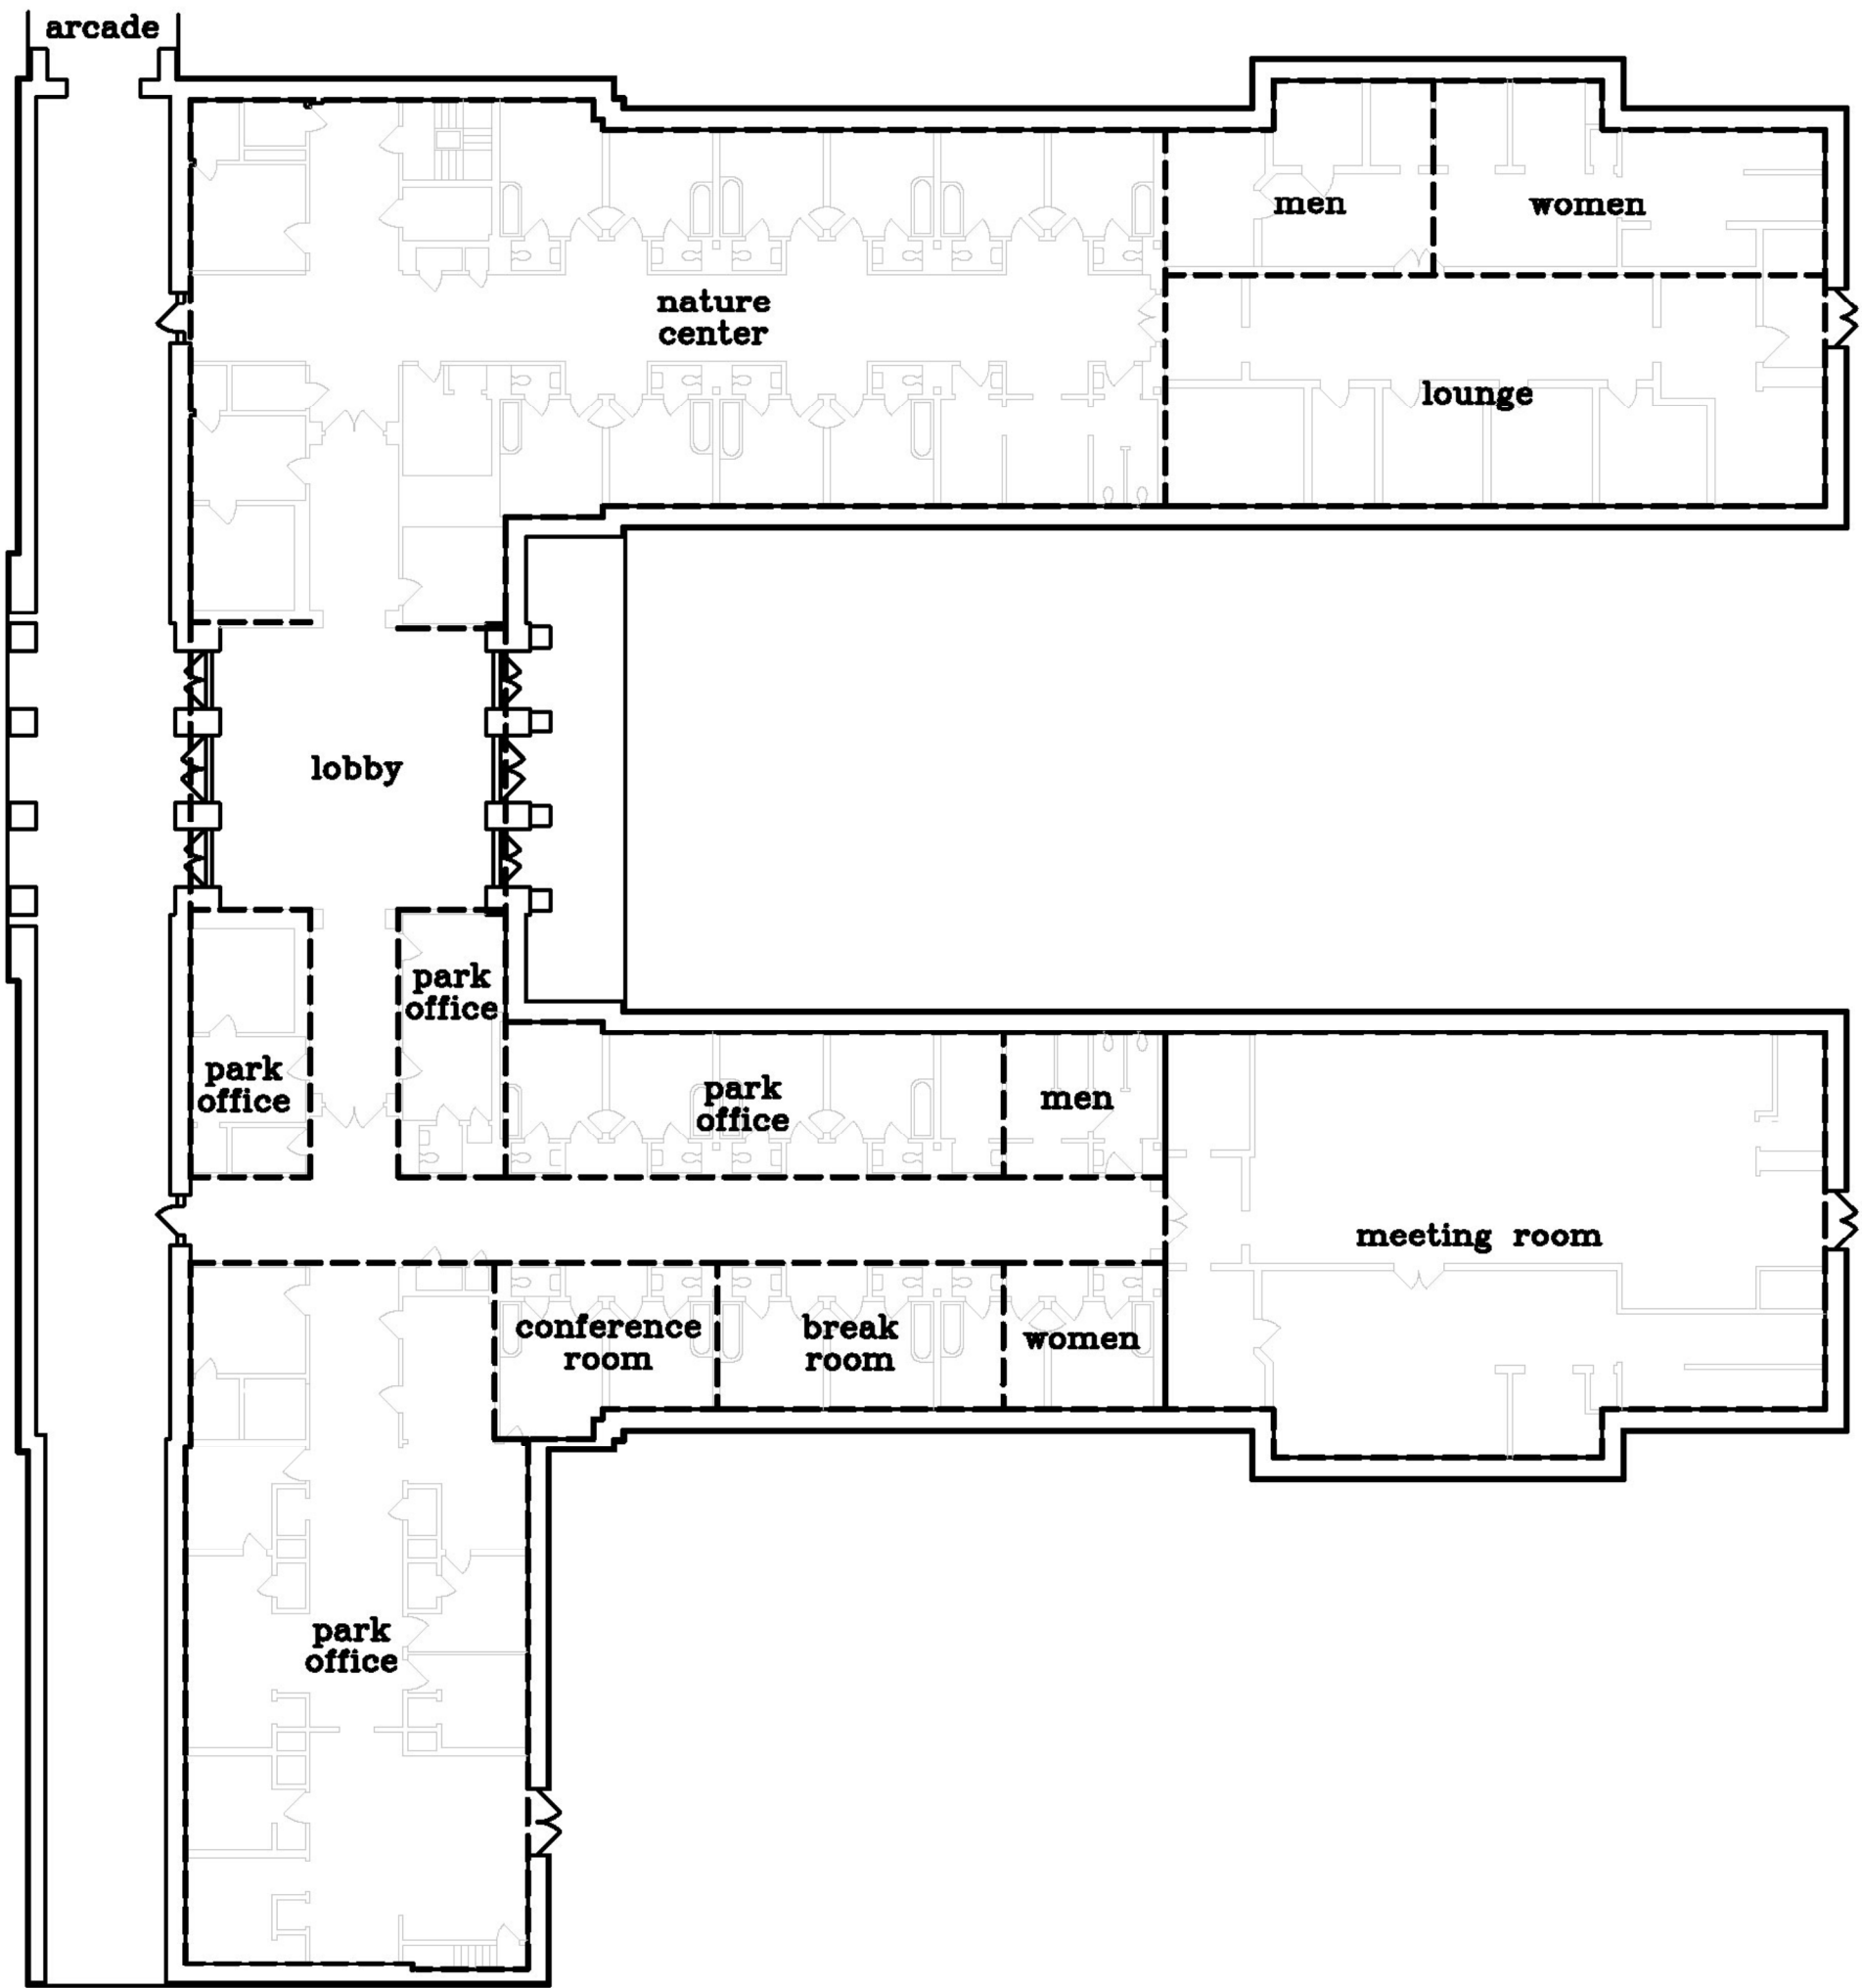 arcade
men
women
nature
center
lounge
lobby
park
office
park
office
park
office
men
meeting room
conference
room
break
room
women
park
office